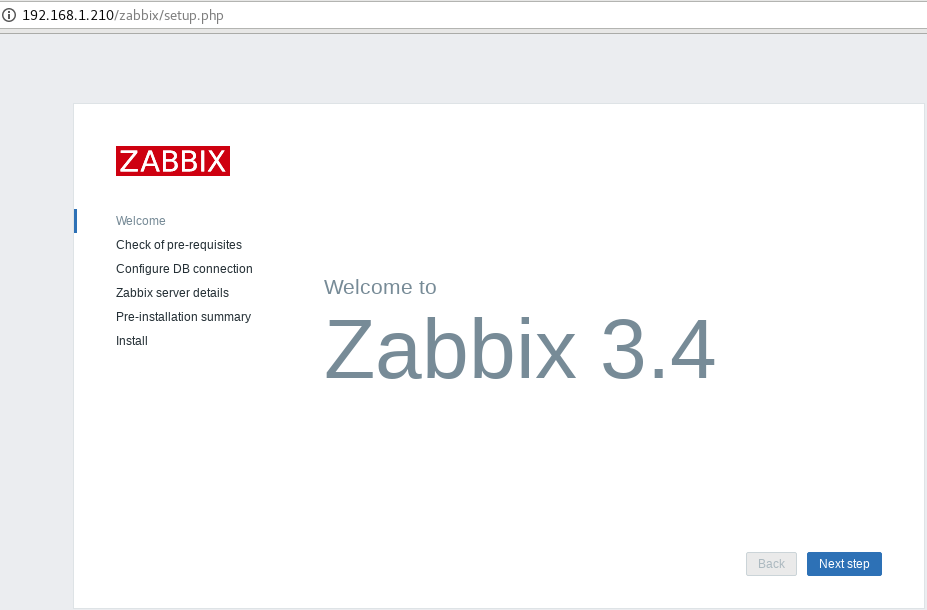 192.168.1.210/zabbix/setup.php
ZABBIX
Welcome
Check of pre-requisites
Configure DB connection
Zabbix server details
Pre-installation summary
Install
Welcome to
Zabbix 3.4
Back
Next step